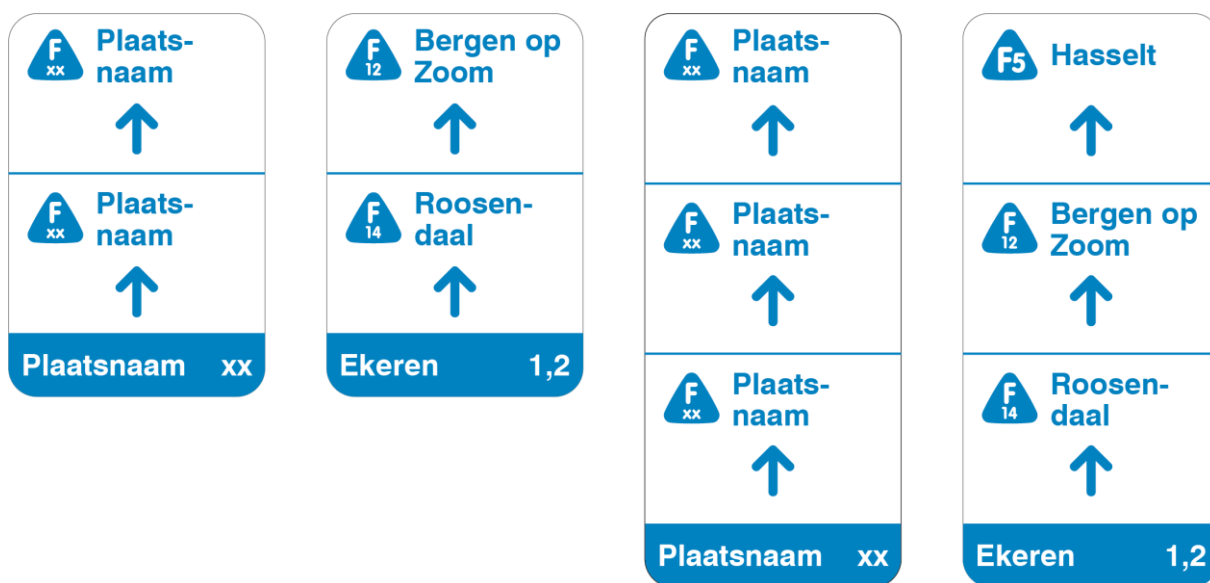 F xx Plaats-
naam
F xx Plaats-
naam
Plaatsnaam xx
F 12 Bergen op
Zoom
F 14 Roosen-
daal
Ekeren 1,2
F xx Plaats-
naam
F xx Plaats-
naam
F xx Plaats-
naam
Plaatsnaam xx
F5 Hasselt
F 12 Bergen op
Zoom
F 14 Roosen-
daal
Ekeren 1,2